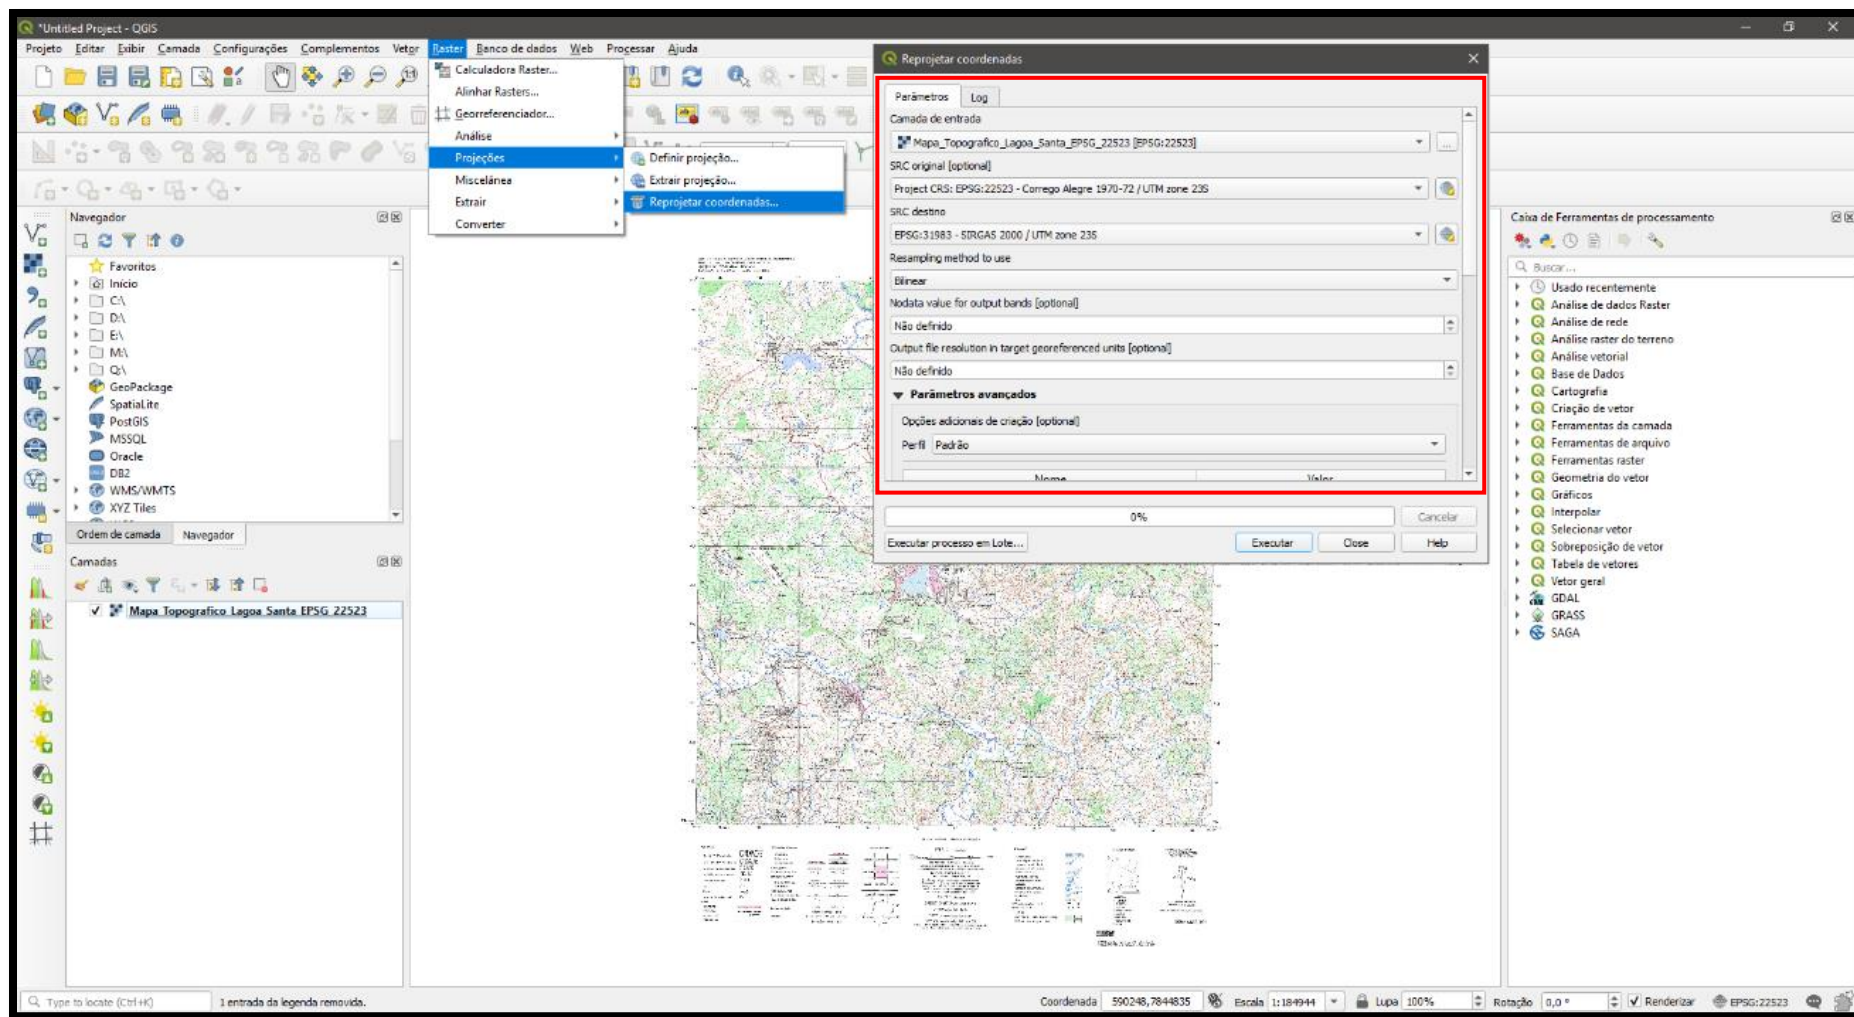 *Untitled Project - QGIS
Projeto Editar Exibir Camada Configurações Complementos Vetor Raster Banco de dados Web Processar Ajuda
Calculadora Raster...
Alinhar Rasters...
Georreferenciador...
Análise
Projeções
Miscelânea
Extrair
Converter
Definir projeção...
Extrair projeção...
Reprojetar coordenadas...
Reprojetar coordenadas
Parâmetros Log
Camada de entrada
Mapa_Topografico_Lagoa_Santa_EPSG_22523 [EPSG:22523]
SRC original [optional]
Project CRS: EPSG:22523 - Corrego Alegre 1970-72 / UTM zone 23S
SRC destino
EPSG:31983 - SIRGAS 2000 / UTM zone 23S
Resampling method to use
Bilinear
Nodata value for output bands [optional]
Não definido
Output file resolution in target georeferenced units [optional]
Não definido
Parâmetros avançados
Opções adicionais de criação [optional]
Perfil Padrão
Nome Valor
0% Cancelar
Executar processo em Lote... Executar Close Help
Navegador
Favoritos
Início
C:\
D:\
E:\
M:\
Q:\
GeoPackage
SpatiaLite
PostGIS
MSSQL
Oracle
DB2
WMS/WMTS
XYZ Tiles
Ordem de camada Navegador
Camadas
Mapa_Topografico_Lagoa_Santa_EPSG_22523
Caixa de Ferramentas de processamento
Buscar...
Usado recentemente
Análise de dados Raster
Análise de rede
Análise raster do terreno
Análise vetorial
Base de Dados
Cartografia
Criação de vetor
Ferramentas da camada
Ferramentas de arquivo
Ferramentas raster
Geometria do vetor
Gráficos
Interpolar
Selecionar vetor
Sobreposição de vetor
Tabela de vetores
Vetor geral
GDAL
GRASS
SAGA
Type to locate (Ctrl+K) 1 entrada da legenda removida. Coordenada 590248,7844835 Escala 1:184944 Lupa 100% Rotação 0,0 ° Renderizar EPSG:22523